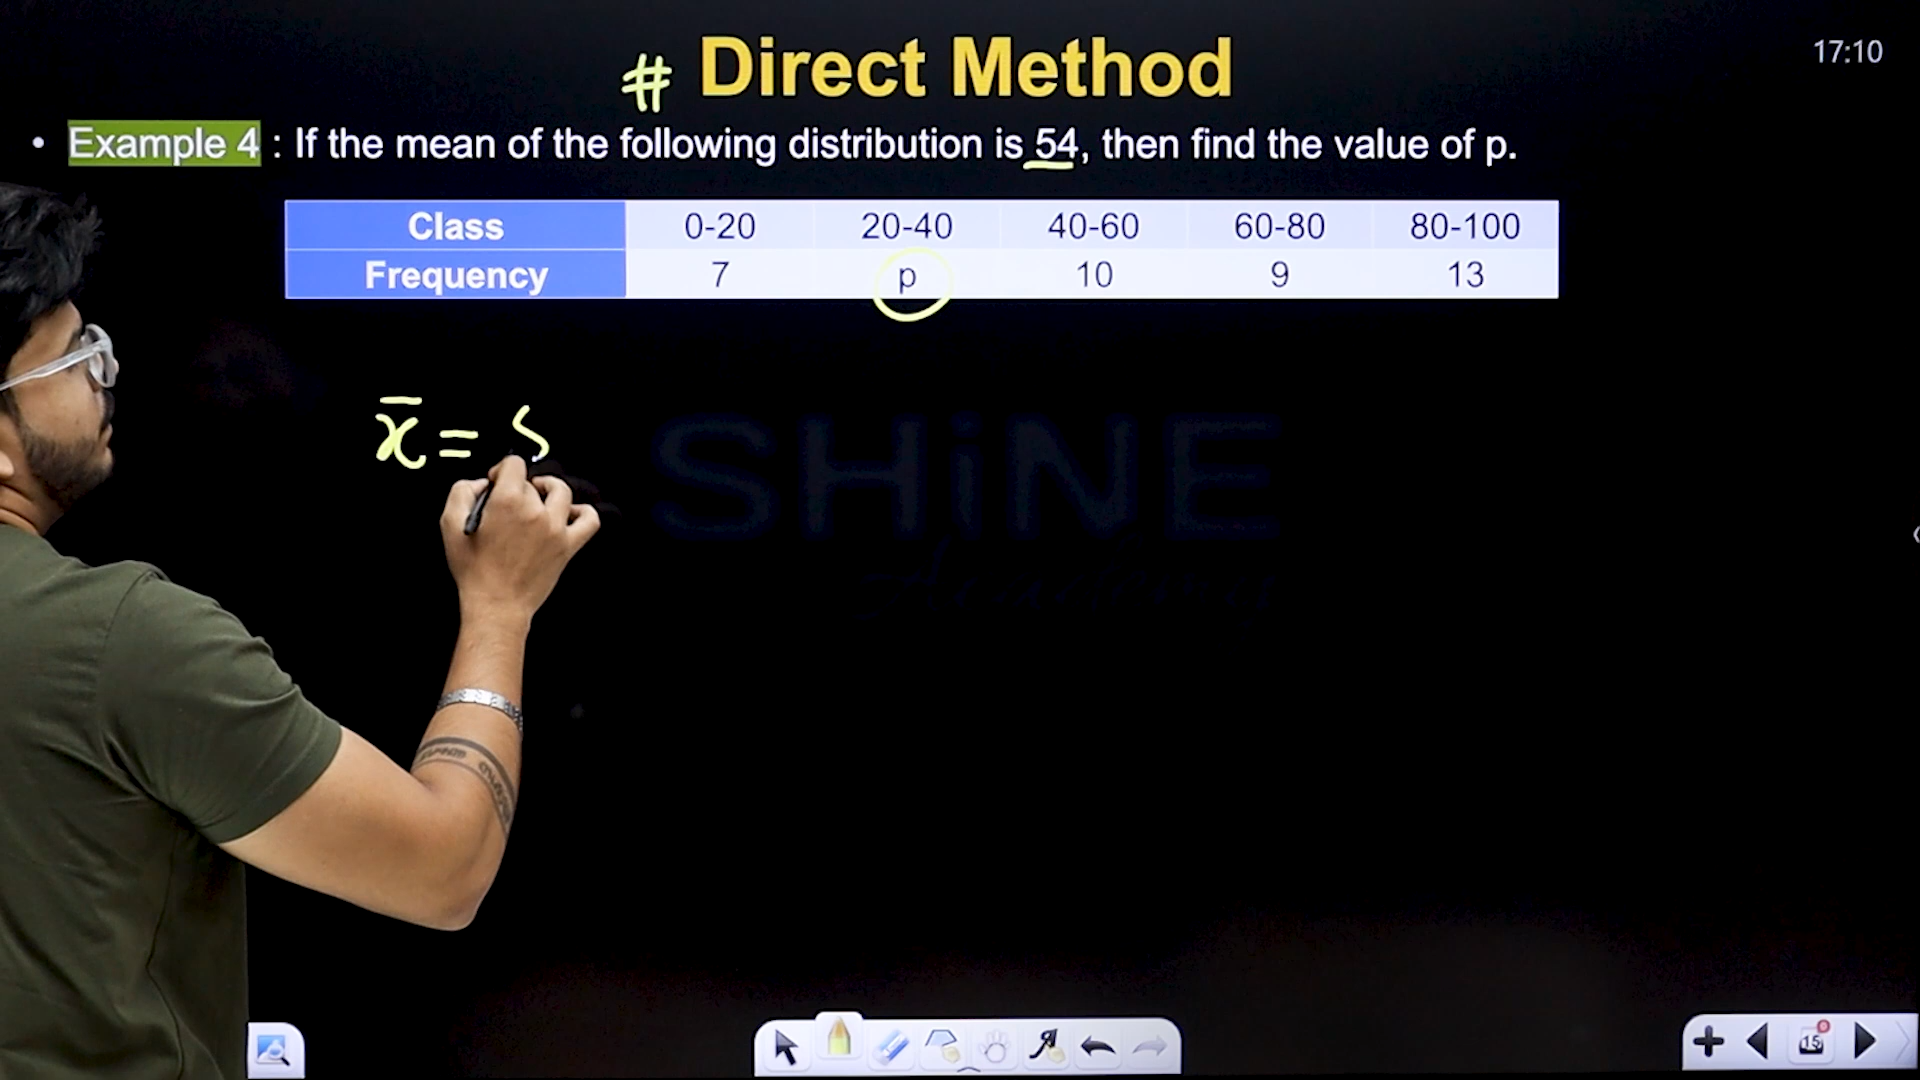 17:10
# Direct Method
• Example 4 : If the mean of the following distribution is 54, then find the value of p.
Class 0-20 20-40 40-60 60-80 80-100
Frequency 7 p 10 9 13
x̄ = 5
SHiNE
15